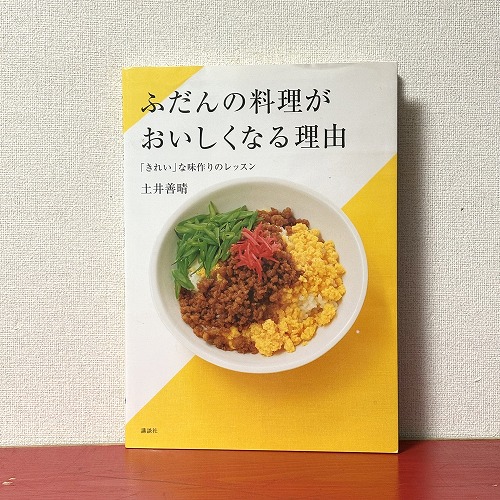 ふだんの料理が
おいしくなる理由
「きれい」な味作りのレッスン
土井善晴
講談社